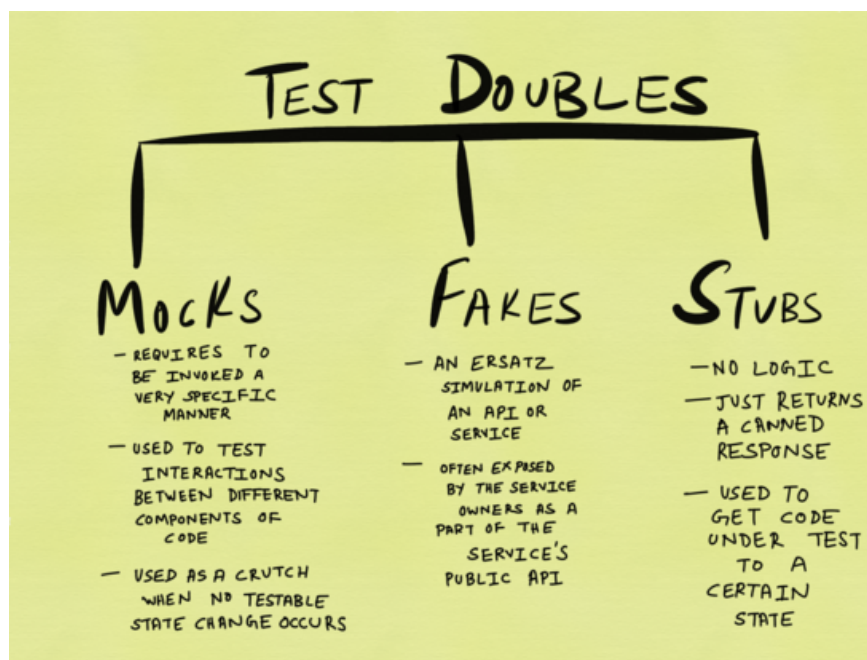 TEST DOUBLES
MOCKS
– REQUIRES TO
BE INVOKED A
VERY SPECIFIC
MANNER
– USED TO TEST
INTERACTIONS
BETWEEN DIFFERENT
COMPONENTS OF
CODE
– USED AS A CRUTCH
WHEN NO TESTABLE
STATE CHANGE OCCURS
FAKES
– AN ERSATZ
SIMULATION OF
AN API OR
SERVICE
– OFTEN EXPOSED
BY THE SERVICE
OWNERS AS A
PART OF THE
SERVICE'S
PUBLIC API
STUBS
– NO LOGIC
– JUST RETURNS
A CANNED
RESPONSE
– USED TO
GET CODE
UNDER TEST
TO A
CERTAIN
STATE